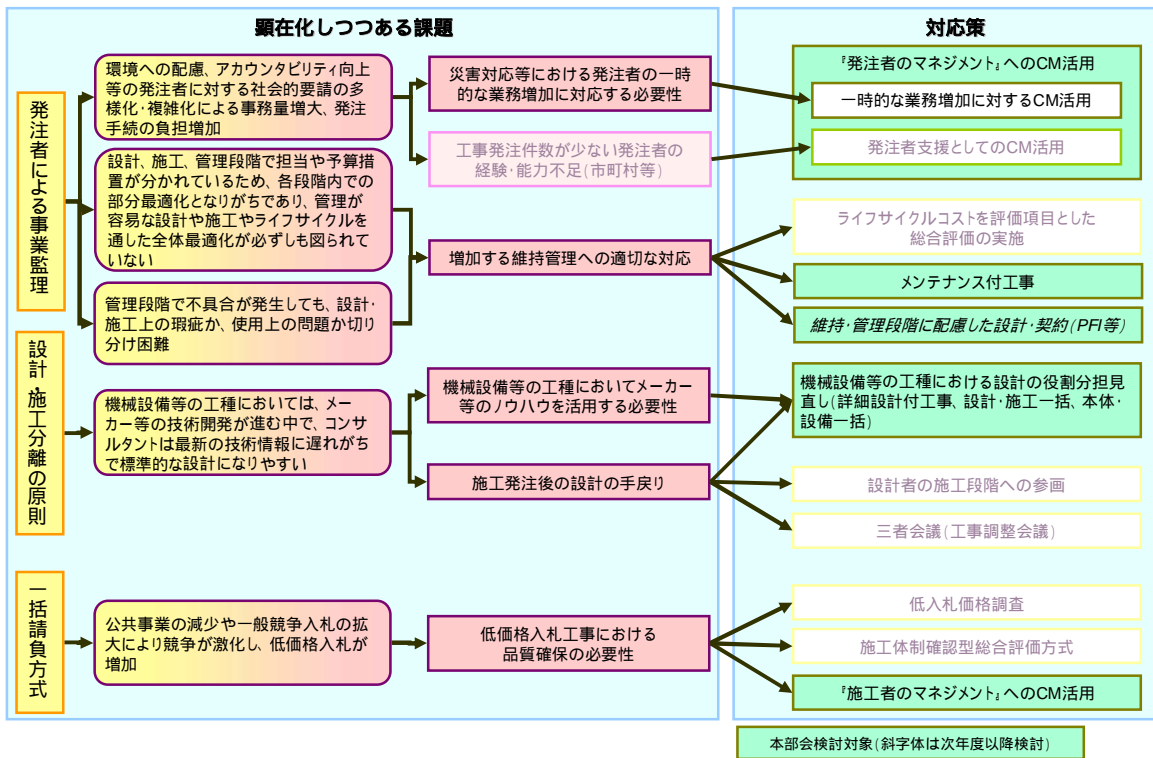 顕在化しつつある課題
対応策
発注者による事業監理
環境への配慮、アカウンタビリティ向上
等の発注者に対する社会的要請の多
様化・複雑化による事務量増大、発注
手続の負担増加
設計、施工、管理段階で担当や予算措
置が分かれているため、各段階内での
部分最適化となりがちであり、管理が
容易な設計や施工やライフサイクルを
通した全体最適化が必ずしも図られて
いない
管理段階で不具合が発生しても、設計・
施工上の瑕疵か、使用上の問題か切り
分け困難
災害対応等における発注者の一時
的な業務増加に対応する必要性
工事発注件数が少ない発注者の
経験・能力不足(市町村等)
増加する維持管理への適切な対応
『発注者のマネジメント』へのCM活用
一時的な業務増加に対するCM活用
発注者支援としてのCM活用
ライフサイクルコストを評価項目とした
総合評価の実施
メンテナンス付工事
維持・管理段階に配慮した設計・契約(PFI等)
設計・施工分離の原則
機械設備等の工種においては、メー
カー等の技術開発が進む中で、コンサ
ルタントは最新の技術情報に遅れがち
で標準的な設計になりやすい
機械設備等の工種においてメーカー
等のノウハウを活用する必要性
施工発注後の設計の手戻り
機械設備等の工種における設計の役割分担見
直し(詳細設計付工事、設計・施工一括、本体・
設備一括)
設計者の施工段階への参画
三者会議(工事調整会議)
一括請負方式
公共事業の減少や一般競争入札の拡
大により競争が激化し、低価格入札が
増加
低価格入札工事における
品質確保の必要性
低入札価格調査
施工体制確認型総合評価方式
『施工者のマネジメント』へのCM活用
本部会検討対象(斜字体は次年度以降検討)